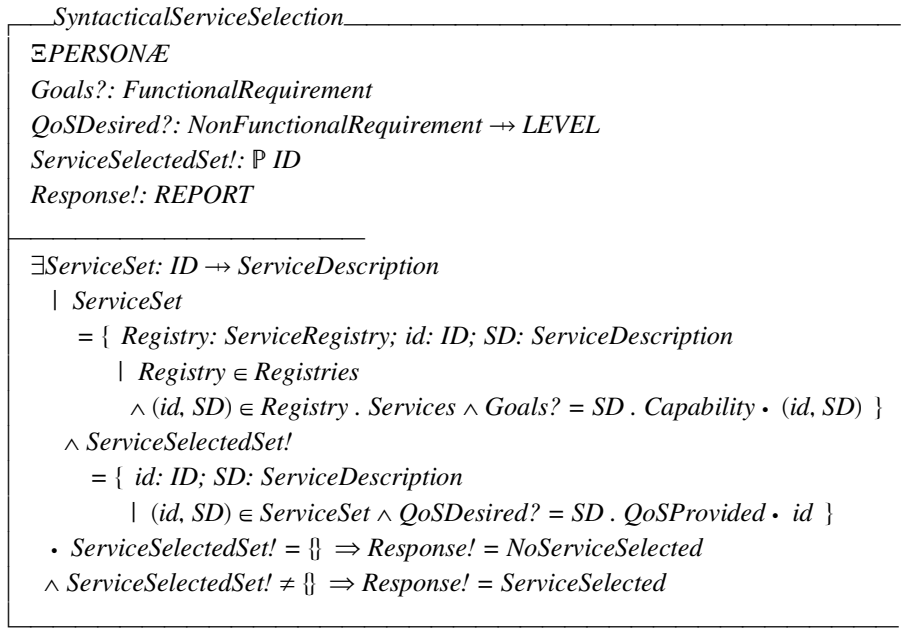 SyntacticalServiceSelection
ΞPERSONÆ
Goals?: FunctionalRequirement
QoSDesired?: NonFunctionalRequirement ⇸ LEVEL
ServiceSelectedSet!: ℙ ID
Response!: REPORT
∃ServiceSet: ID ⇸ ServiceDescription
| ServiceSet
= { Registry: ServiceRegistry; id: ID; SD: ServiceDescription
| Registry ∈ Registries
∧ (id, SD) ∈ Registry . Services ∧ Goals? = SD . Capability • (id, SD) }
∧ ServiceSelectedSet!
= { id: ID; SD: ServiceDescription
| (id, SD) ∈ ServiceSet ∧ QoSDesired? = SD . QoSProvided • id }
• ServiceSelectedSet! = {} ⇒ Response! = NoServiceSelected
∧ ServiceSelectedSet! ≠ {} ⇒ Response! = ServiceSelected